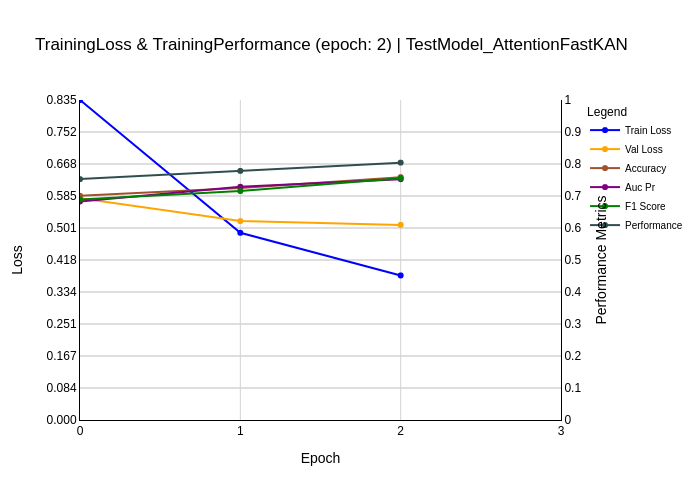 TrainingLoss & TrainingPerformance (epoch: 2) | TestModel_AttentionFastKAN
0.835
0.752
0.668
0.585
0.501
0.418
0.334
0.251
0.167
0.084
0.000
Loss
0
1
2
3
Epoch
1
0.9
0.8
0.7
0.6
0.5
0.4
0.3
0.2
0.1
0
Performance Metrics
Legend
Train Loss
Val Loss
Accuracy
Auc Pr
F1 Score
Performance